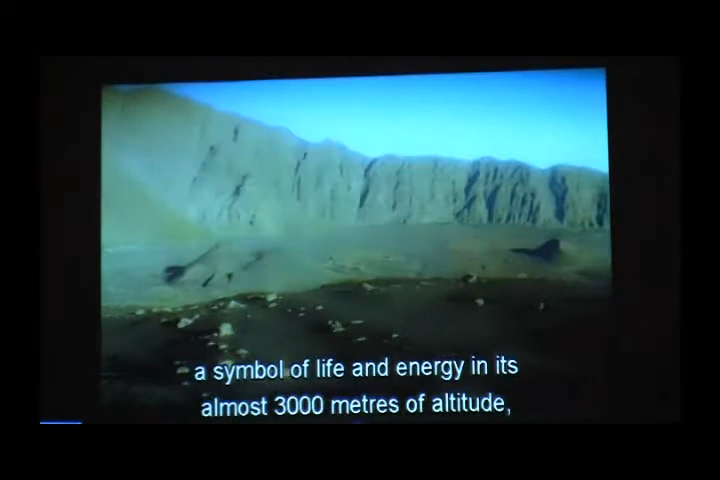 a symbol of life and energy in its
almost 3000 metres of altitude,